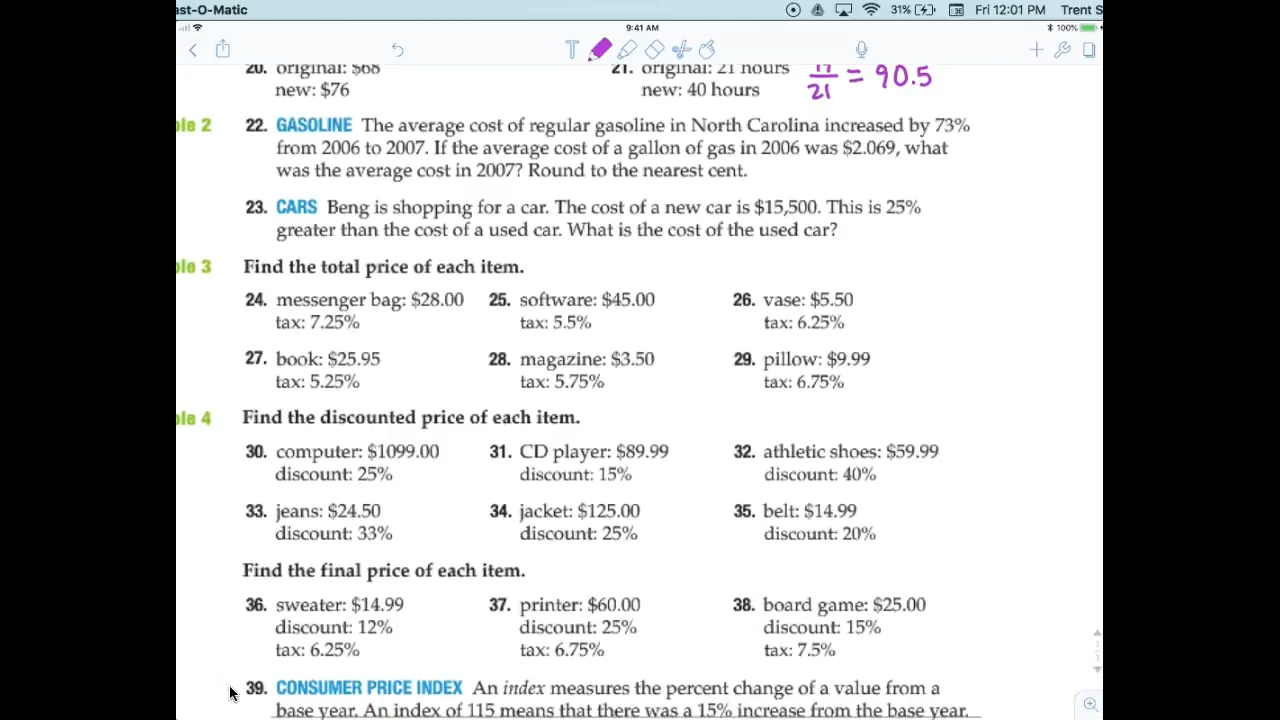 ast-O-Matic 31% Fri 12:01 PM Trent S
9:41 AM 100%
T
20. original: $68 21. original: 21 hours
new: $76 new: 40 hours
21 = 90.5
ple 2 22. GASOLINE The average cost of regular gasoline in North Carolina increased by 73%
from 2006 to 2007. If the average cost of a gallon of gas in 2006 was $2.069, what
was the average cost in 2007? Round to the nearest cent.
23. CARS Beng is shopping for a car. The cost of a new car is $15,500. This is 25%
greater than the cost of a used car. What is the cost of the used car?
ple 3 Find the total price of each item.
24. messenger bag: $28.00 25. software: $45.00 26. vase: $5.50
tax: 7.25% tax: 5.5% tax: 6.25%
27. book: $25.95 28. magazine: $3.50 29. pillow: $9.99
tax: 5.25% tax: 5.75% tax: 6.75%
ple 4 Find the discounted price of each item.
30. computer: $1099.00 31. CD player: $89.99 32. athletic shoes: $59.99
discount: 25% discount: 15% discount: 40%
33. jeans: $24.50 34. jacket: $125.00 35. belt: $14.99
discount: 33% discount: 25% discount: 20%
Find the final price of each item.
36. sweater: $14.99 37. printer: $60.00 38. board game: $25.00
discount: 12% discount: 25% discount: 15%
tax: 6.25% tax: 6.75% tax: 7.5%
39. CONSUMER PRICE INDEX An index measures the percent change of a value from a
base year. An index of 115 means that there was a 15% increase from the base year.